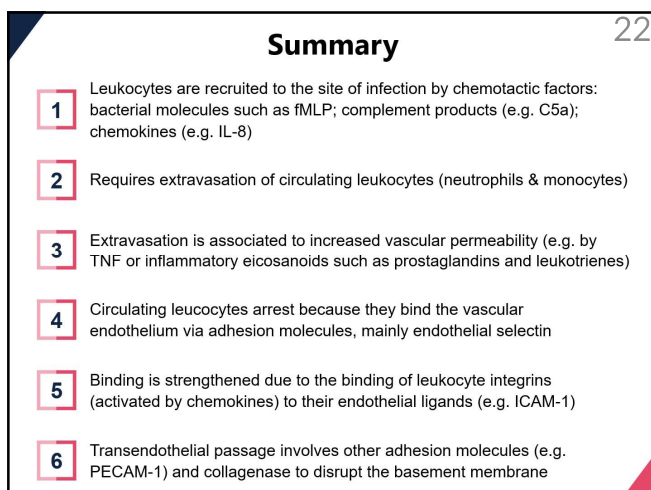 22
Summary
1
Leukocytes are recruited to the site of infection by chemotactic factors:
bacterial molecules such as fMLP; complement products (e.g. C5a);
chemokines (e.g. IL-8)
2
Requires extravasation of circulating leukocytes (neutrophils & monocytes)
3
Extravasation is associated to increased vascular permeability (e.g. by
TNF or inflammatory eicosanoids such as prostaglandins and leukotrienes)
4
Circulating leucocytes arrest because they bind the vascular
endothelium via adhesion molecules, mainly endothelial selectin
5
Binding is strengthened due to the binding of leukocyte integrins
(activated by chemokines) to their endothelial ligands (e.g. ICAM-1)
6
Transendothelial passage involves other adhesion molecules (e.g.
PECAM-1) and collagenase to disrupt the basement membrane